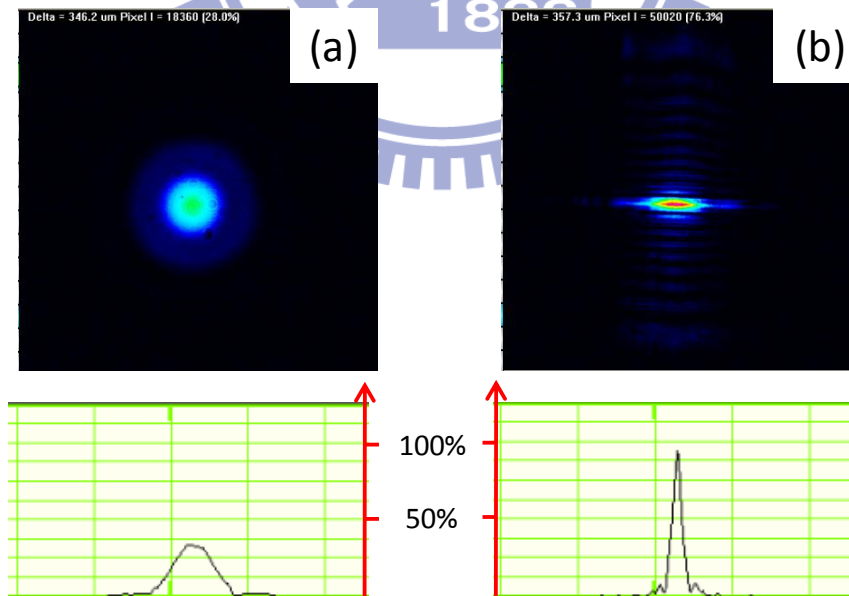 Delta = 346.2 um Pixel I = 18360 (28.0%)
(a)
Delta = 357.3 um Pixel I = 50020 (76.3%)
(b)
100%
50%